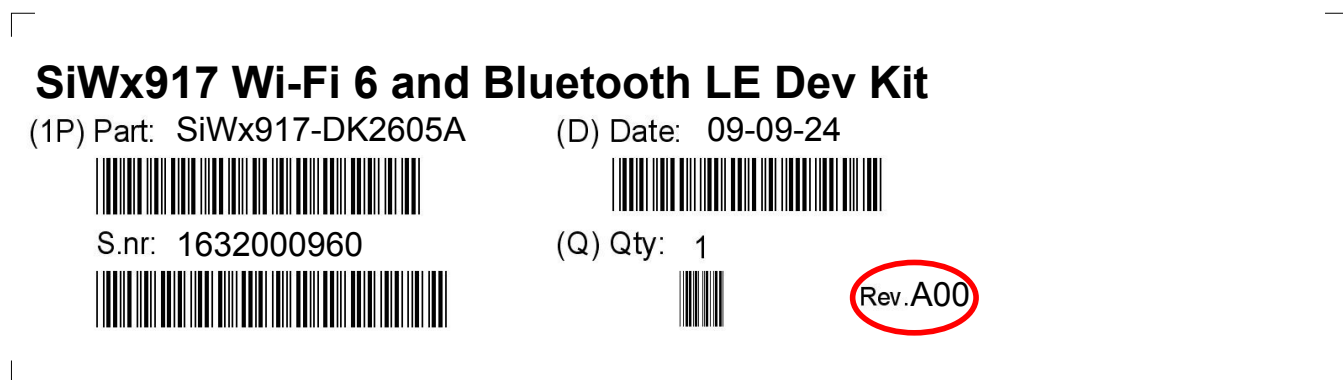 SiWx917 Wi-Fi 6 and Bluetooth LE Dev Kit
(1P) Part: SiWx917-DK2605A (D) Date: 09-09-24
S.nr: 1632000960 (Q) Qty: 1
Rev.A00